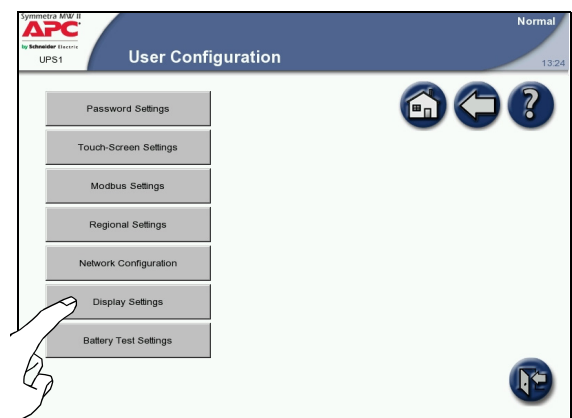 Symmetra MW II
APC
by Schneider Electric
UPS1
User Configuration
Normal
13:24
Password Settings
Touch-Screen Settings
Modbus Settings
Regional Settings
Network Configuration
Display Settings
Battery Test Settings
?